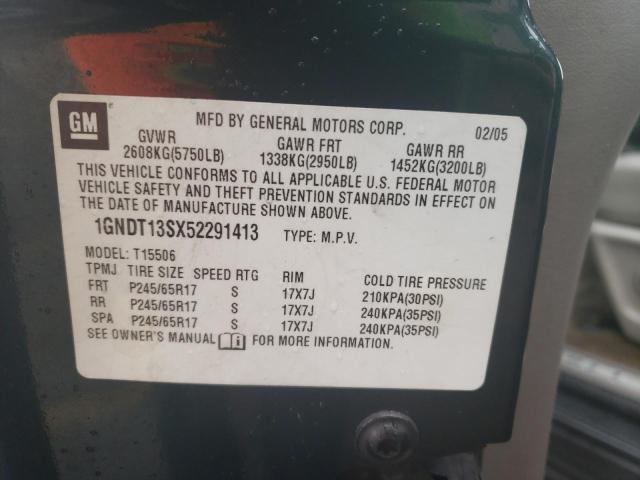 GM
MFD BY GENERAL MOTORS CORP. 02/05
GVWR GAWR FRT GAWR RR
2608KG(5750LB) 1338KG(2950LB) 1452KG(3200LB)
THIS VEHICLE CONFORMS TO ALL APPLICABLE U.S. FEDERAL MOTOR
VEHICLE SAFETY AND THEFT PREVENTION STANDARDS IN EFFECT ON
THE DATE OF MANUFACTURE SHOWN ABOVE.
1GNDT13SX52291413 TYPE: M.P.V.
MODEL: T15506
TPMJ TIRE SIZE SPEED RTG RIM COLD TIRE PRESSURE
FRT P245/65R17 S 17X7J 210KPA(30PSI)
RR P245/65R17 S 17X7J 240KPA(35PSI)
SPA P245/65R17 S 17X7J 240KPA(35PSI)
SEE OWNER'S MANUAL FOR MORE INFORMATION.